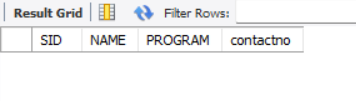 Result Grid Filter Rows:
SID NAME PROGRAM contactno